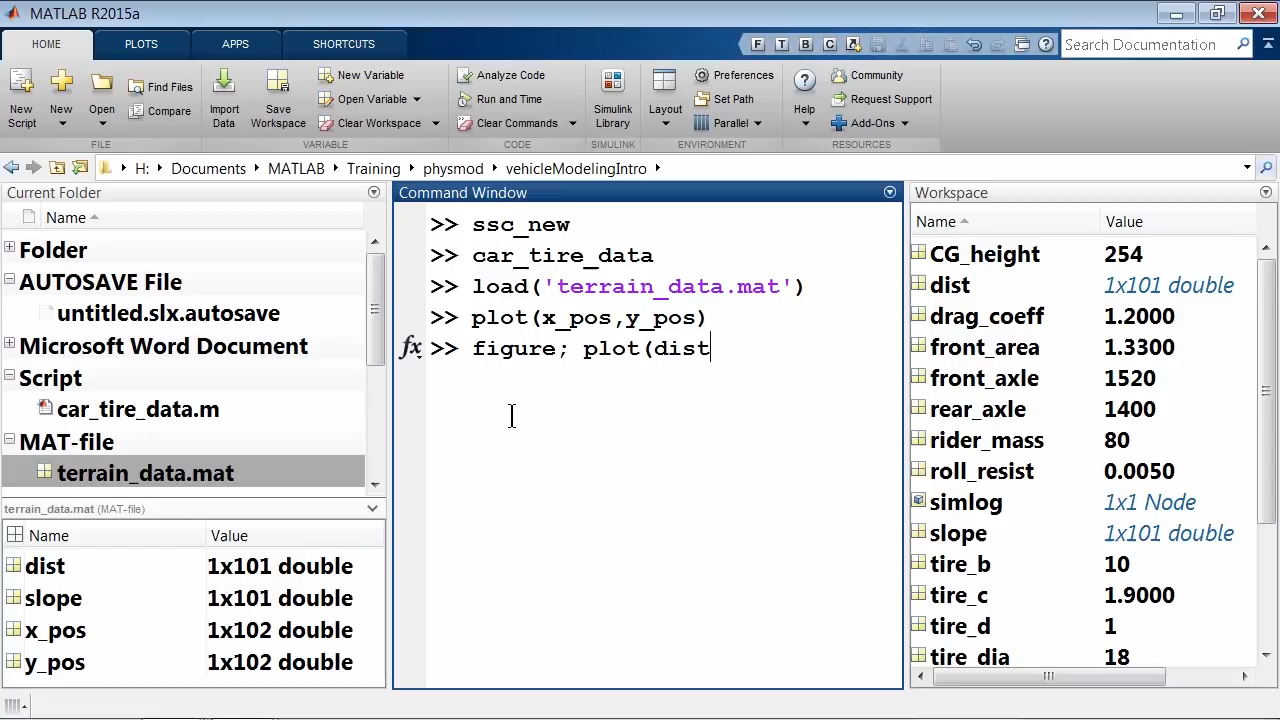 MATLAB R2015a
HOME PLOTS APPS SHORTCUTS
F T B C
Search Documentation
New Script
New
Open
Find Files
Compare
Import Data
Save Workspace
New Variable
Open Variable
Clear Workspace
Analyze Code
Run and Time
Clear Commands
Simulink Library
Layout
Preferences
Set Path
Parallel
Help
Community
Request Support
Add-Ons
FILE VARIABLE CODE SIMULINK ENVIRONMENT RESOURCES
H: Documents MATLAB Training physmod vehicleModelingIntro
Current Folder
Name
Folder
AUTOSAVE File
untitled.slx.autosave
Microsoft Word Document
Script
car_tire_data.m
MAT-file
terrain_data.mat
terrain_data.mat (MAT-file)
Name Value
dist 1x101 double
slope 1x101 double
x_pos 1x102 double
y_pos 1x102 double
Command Window
>> ssc_new
>> car_tire_data
>> load('terrain_data.mat')
>> plot(x_pos,y_pos)
fx >> figure; plot(dist
Workspace
Name Value
CG_height 254
dist 1x101 double
drag_coeff 1.2000
front_area 1.3300
front_axle 1520
rear_axle 1400
rider_mass 80
roll_resist 0.0050
simlog 1x1 Node
slope 1x101 double
tire_b 10
tire_c 1.9000
tire_d 1
tire_dia 18